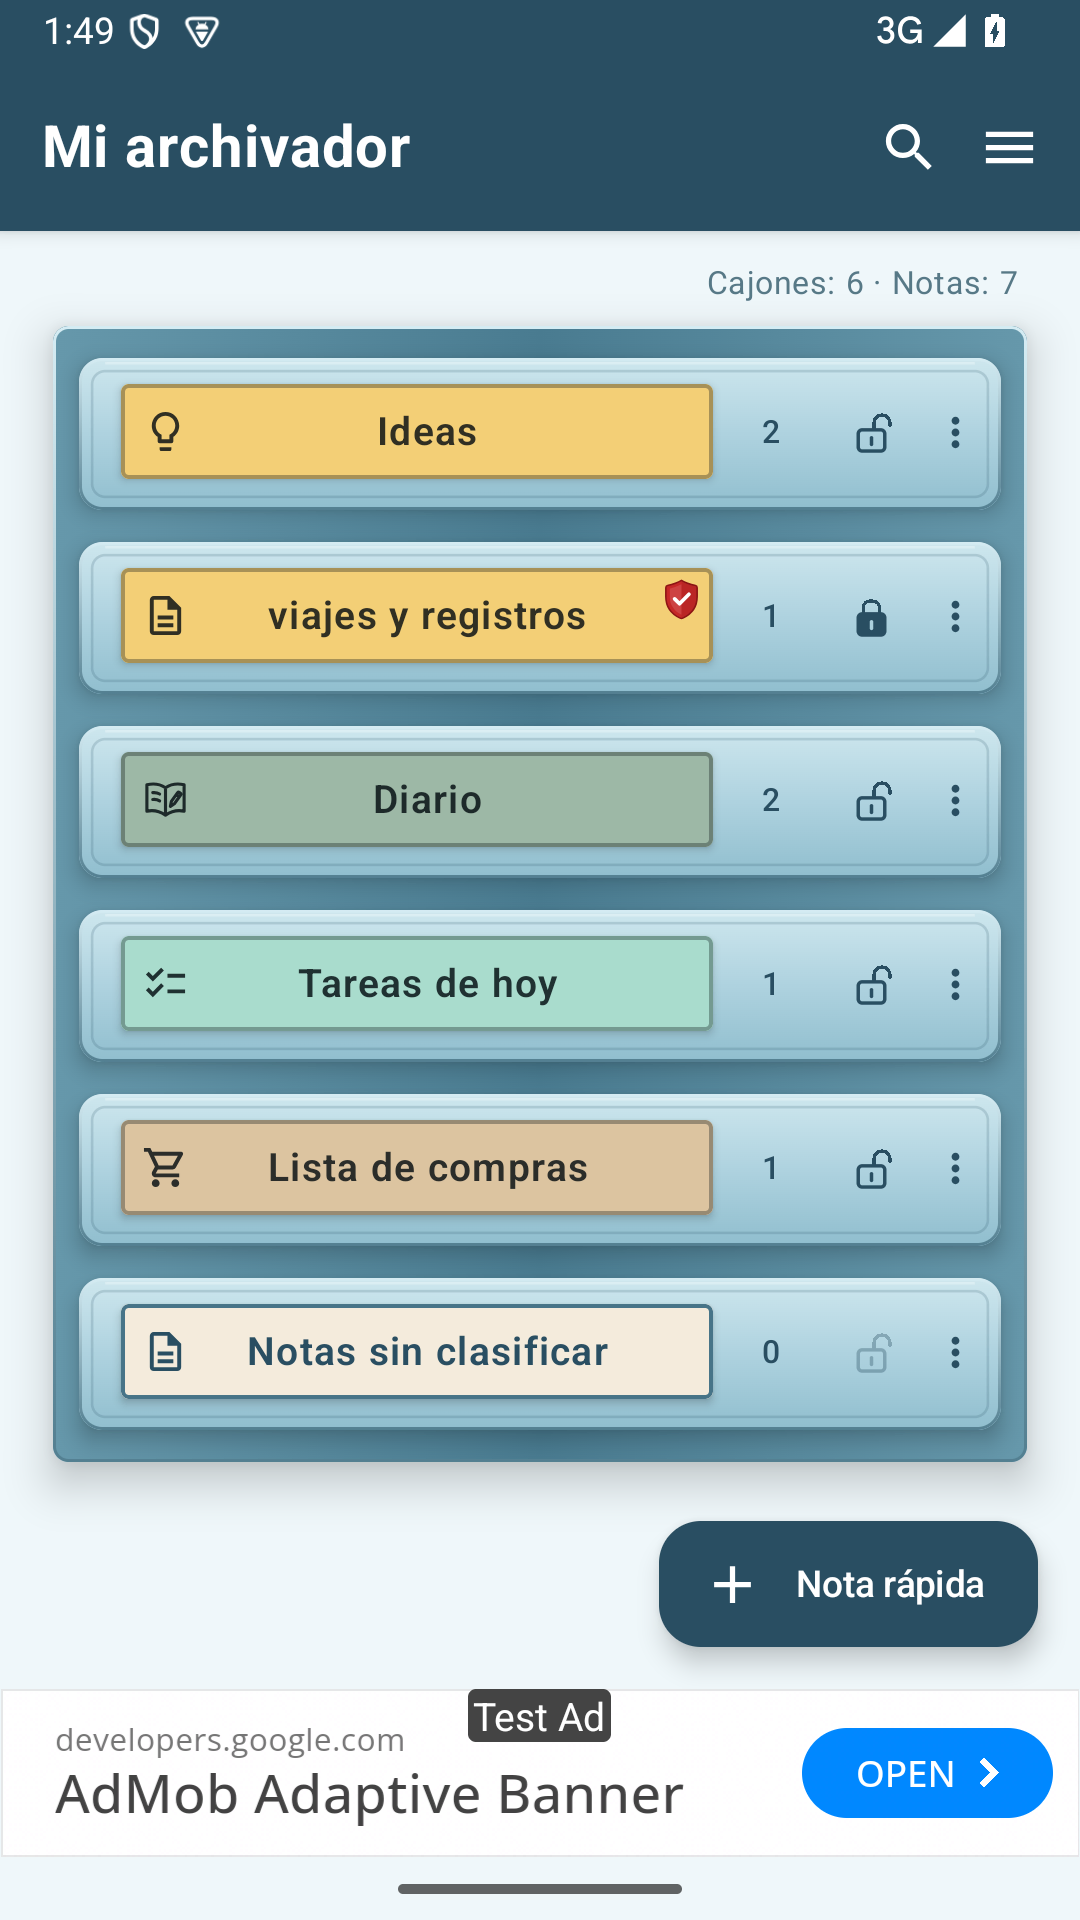 1:49
3G
Mi archivador
Cajones: 6 · Notas: 7
Ideas 2
viajes y registros 1
Diario 2
Tareas de hoy 1
Lista de compras 1
Notas sin clasificar 0
Nota rápida
Test Ad
developers.google.com
AdMob Adaptive Banner
OPEN